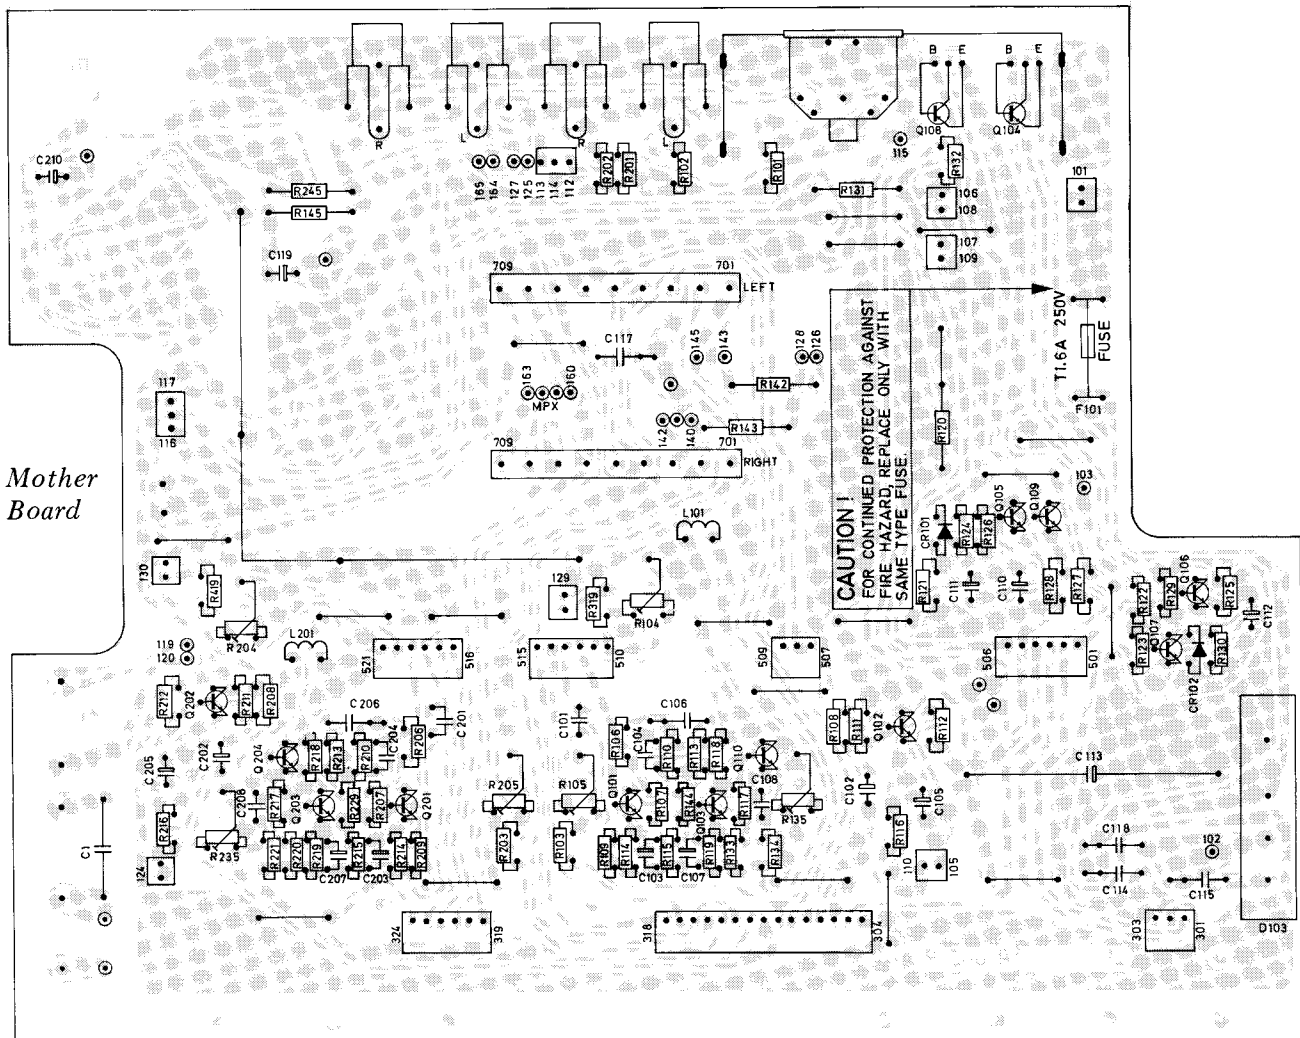 B E B E
Q108 Q104
R L R L
C210
115
R132
101
165 164 127 125 113 114 112
R202 R201 R102 R101
R245
R131
106
108
R145
107
109
C119
709 701 LEFT
T1.6A 250V
FUSE
C117
145 143 128 126
117
163 160
MPX
R142
F101
116
142 140
R143
R120
709 701 RIGHT
Mother
Board
CAUTION!
FOR CONTINUED PROTECTION AGAINST
FIRE HAZARD, REPLACE ONLY WITH
SAME TYPE FUSE.
103
L101
CR101 R124 R126 Q105 Q109
130 R419
129 R319
R104
R121 C111 C110 R128 R127
R122 R129 Q106 R125 C112
R204
119
120
L201
521 516
515 510
509 507
506 501
R123 Q107 CR102 R130
R212 Q202 R211 R208
C206
C201
C101
C106
R108 R111 Q102 R112
C205 C202 Q204 R218 R213 R210 C204 R206
R106 C104 R110 R113 R118 Q110
C113
C208 R217 Q203 R229 R207 Q201
R205 R105
Q101 R107 R144 Q103 R117 C108
R135
C102 C105
R216
R235
R116
C1
C118
102
124
R221 R220 R219 C207 R215 C203 R214 R209
R203 R103
R109 R114 C103 R115 C107 R119 R133 R134
110 105
C114
C115
324 319
318 304
303 301
D103